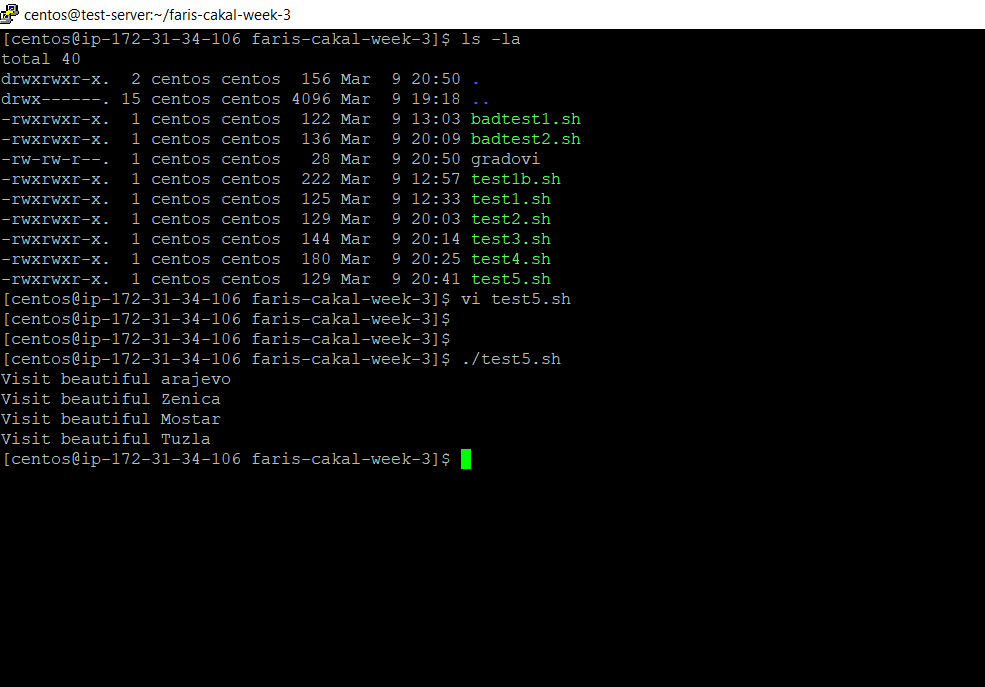 centos@test-server:~/faris-cakal-week-3
[centos@ip-172-31-34-106 faris-cakal-week-3]$ ls -la
total 40
drwxrwxr-x.  2 centos centos  156 Mar  9 20:50 .
drwx------. 15 centos centos 4096 Mar  9 19:18 ..
-rwxrwxr-x.  1 centos centos  122 Mar  9 13:03 badtest1.sh
-rwxrwxr-x.  1 centos centos  136 Mar  9 20:09 badtest2.sh
-rw-rw-r--.  1 centos centos   28 Mar  9 20:50 gradovi
-rwxrwxr-x.  1 centos centos  222 Mar  9 12:57 test1b.sh
-rwxrwxr-x.  1 centos centos  125 Mar  9 12:33 test1.sh
-rwxrwxr-x.  1 centos centos  129 Mar  9 20:03 test2.sh
-rwxrwxr-x.  1 centos centos  144 Mar  9 20:14 test3.sh
-rwxrwxr-x.  1 centos centos  180 Mar  9 20:25 test4.sh
-rwxrwxr-x.  1 centos centos  129 Mar  9 20:41 test5.sh
[centos@ip-172-31-34-106 faris-cakal-week-3]$ vi test5.sh
[centos@ip-172-31-34-106 faris-cakal-week-3]$
[centos@ip-172-31-34-106 faris-cakal-week-3]$
[centos@ip-172-31-34-106 faris-cakal-week-3]$ ./test5.sh
Visit beautiful arajevo
Visit beautiful Zenica
Visit beautiful Mostar
Visit beautiful Tuzla
[centos@ip-172-31-34-106 faris-cakal-week-3]$